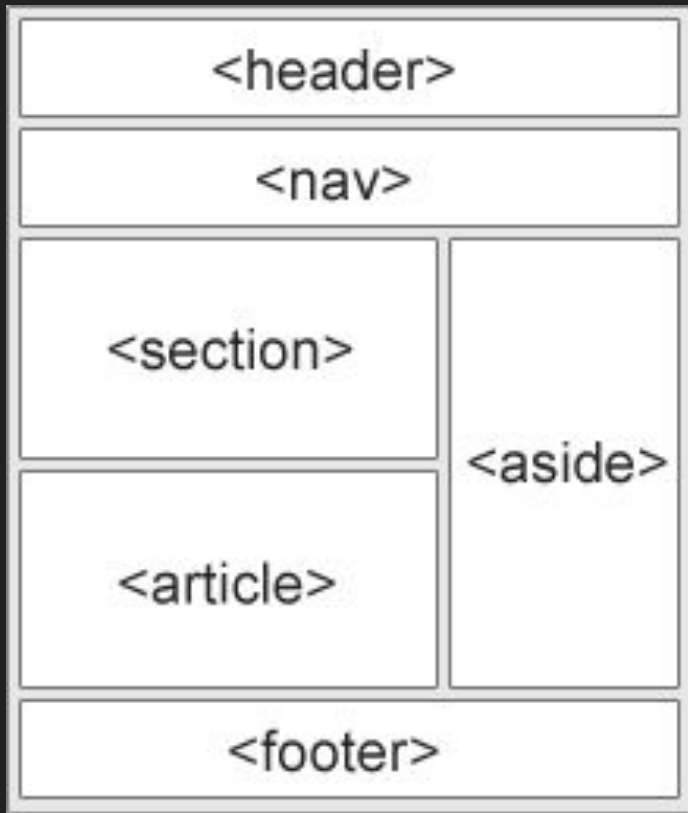 <header>
<nav>
<section>
<aside>
<article>
<footer>